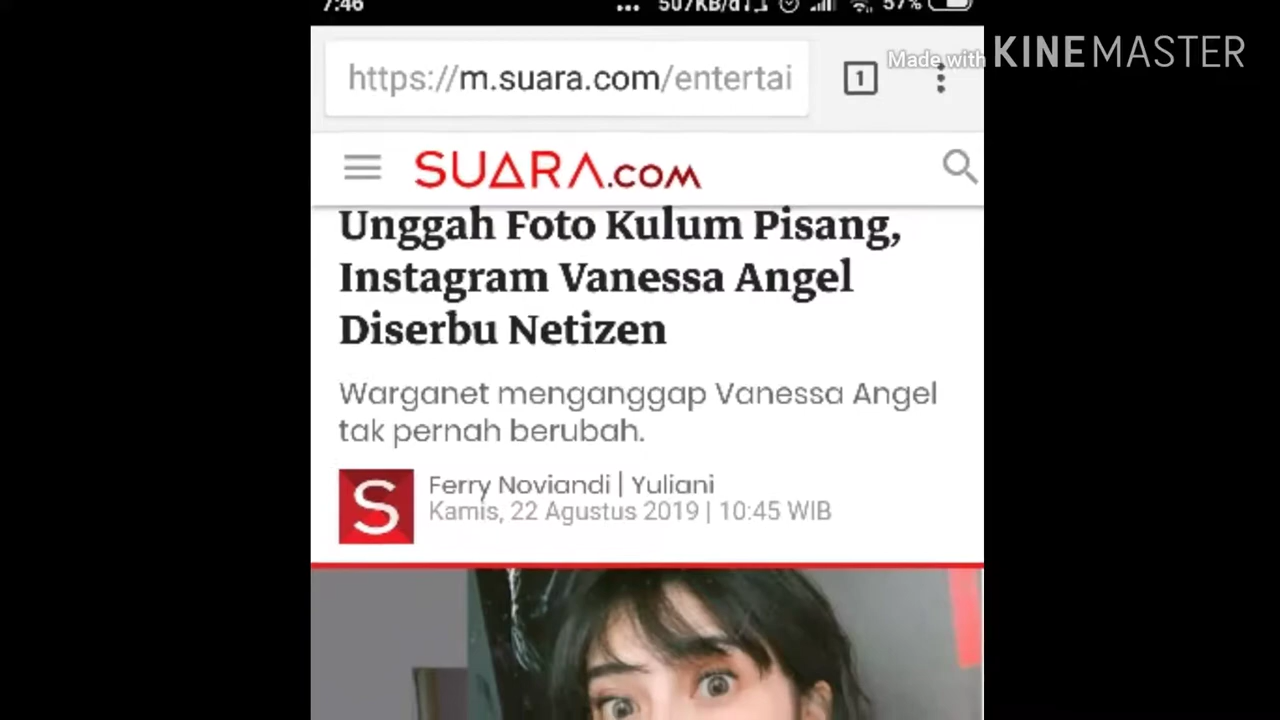 7:46 ... 507KB/d 57%
Made with KINEMASTER
https://m.suara.com/entertai 1
SUARA.COM
Unggah Foto Kulum Pisang,
Instagram Vanessa Angel
Diserbu Netizen
Warganet menganggap Vanessa Angel
tak pernah berubah.
S Ferry Noviandi | Yuliani
Kamis, 22 Agustus 2019 | 10:45 WIB